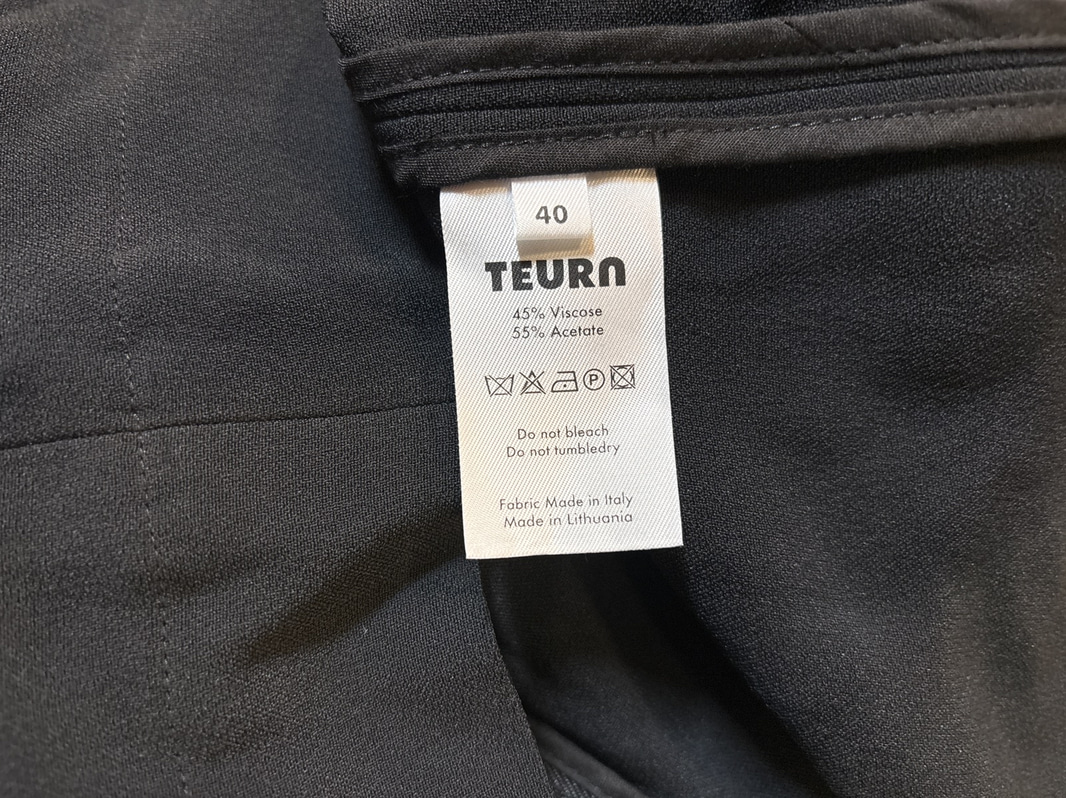 40
TEURN
45% Viscose
55% Acetate
P
Do not bleach
Do not tumbledry
Fabric Made in Italy
Made in Lithuania